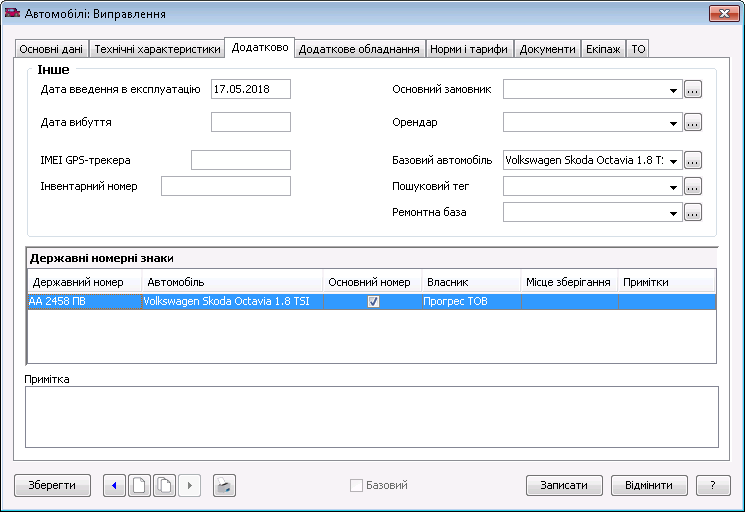 Автомобілі: Виправлення
Основні дані Технічні характеристики Додатково Додаткове обладнання Норми і тарифи Документи Екіпаж ТО
Інше
Дата введення в експлуатацію 17.05.2018 Основний замовник ...
Дата вибуття Орендар ...
IMEI GPS-трекера Базовий автомобіль Volkswagen Skoda Octavia 1.8 T ...
Інвентарний номер Пошуковий тег ...
Ремонтна база ...
Державні номерні знаки
Державний номер Автомобіль Основний номер Власник Місце зберігання Примітки
АА 2458 ПВ Volkswagen Skoda Octavia 1.8 TSI Прогрес ТОВ
Примітка
Зберегти Базовий Записати Відмінити ?